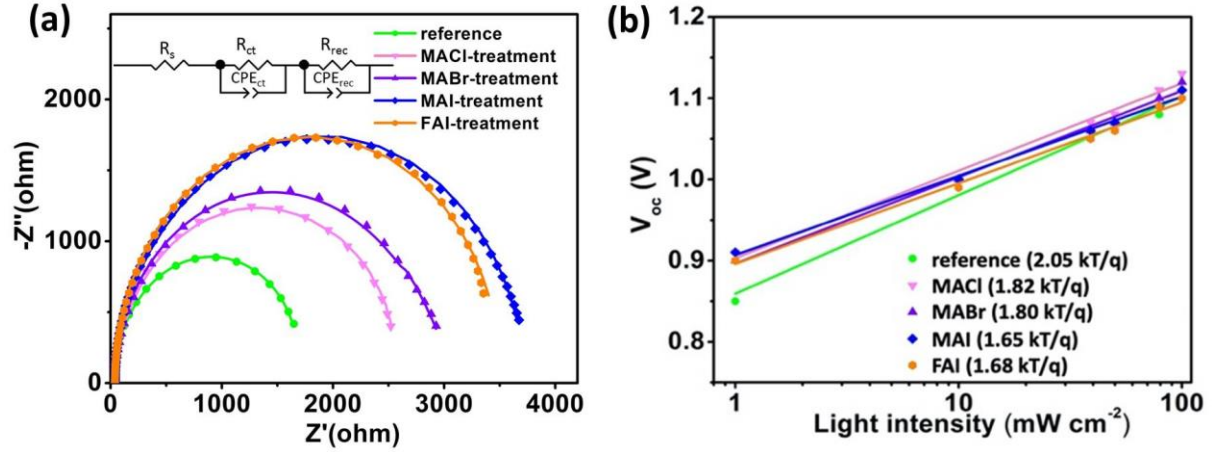 (a)
-Z''(ohm)
2000
1000
0
0
1000
2000
3000
4000
Z'(ohm)
R_s
R_ct
CPE_ct
R_rec
CPE_rec
reference
MACl-treatment
MABr-treatment
MAI-treatment
FAI-treatment
(b)
V_oc (V)
1.2
1.1
1.0
0.9
0.8
1
10
100
Light intensity (mW cm⁻²)
reference (2.05 kT/q)
MACl (1.82 kT/q)
MABr (1.80 kT/q)
MAI (1.65 kT/q)
FAI (1.68 kT/q)